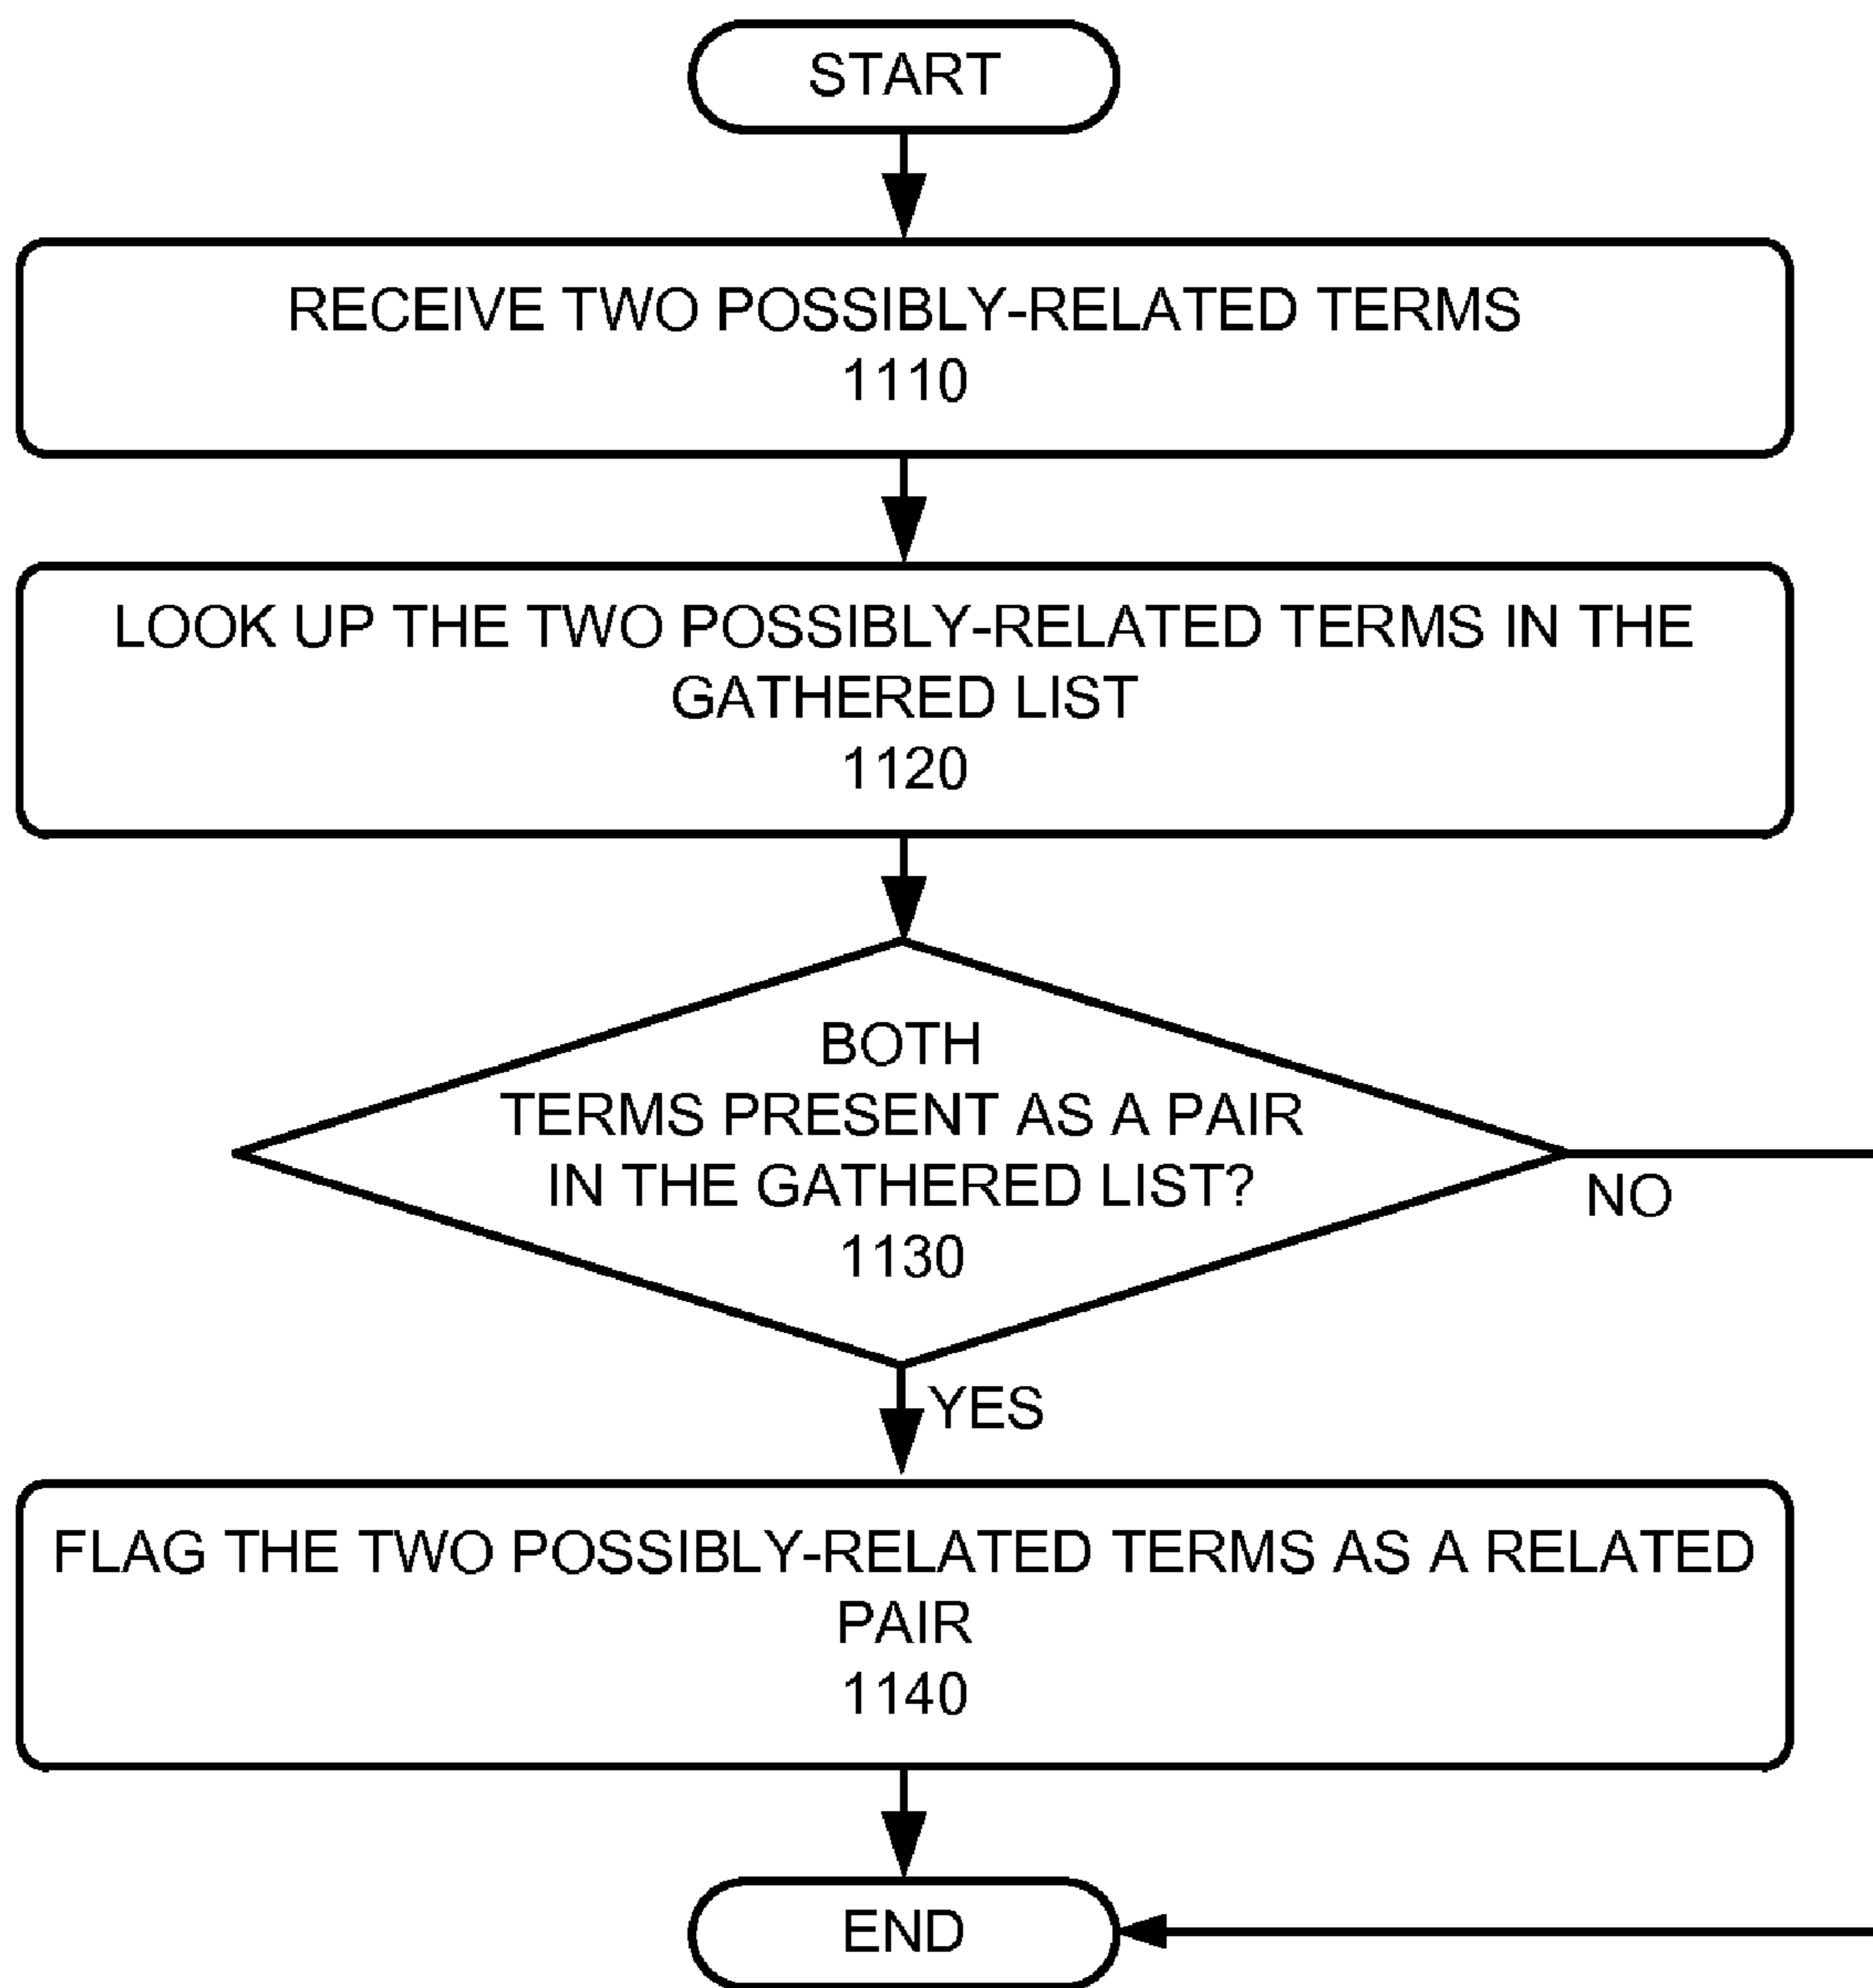 START
RECEIVE TWO POSSIBLY-RELATED TERMS
1110
LOOK UP THE TWO POSSIBLY-RELATED TERMS IN THE
GATHERED LIST
1120
BOTH
TERMS PRESENT AS A PAIR
IN THE GATHERED LIST?
1130
NO
YES
FLAG THE TWO POSSIBLY-RELATED TERMS AS A RELATED
PAIR
1140
END